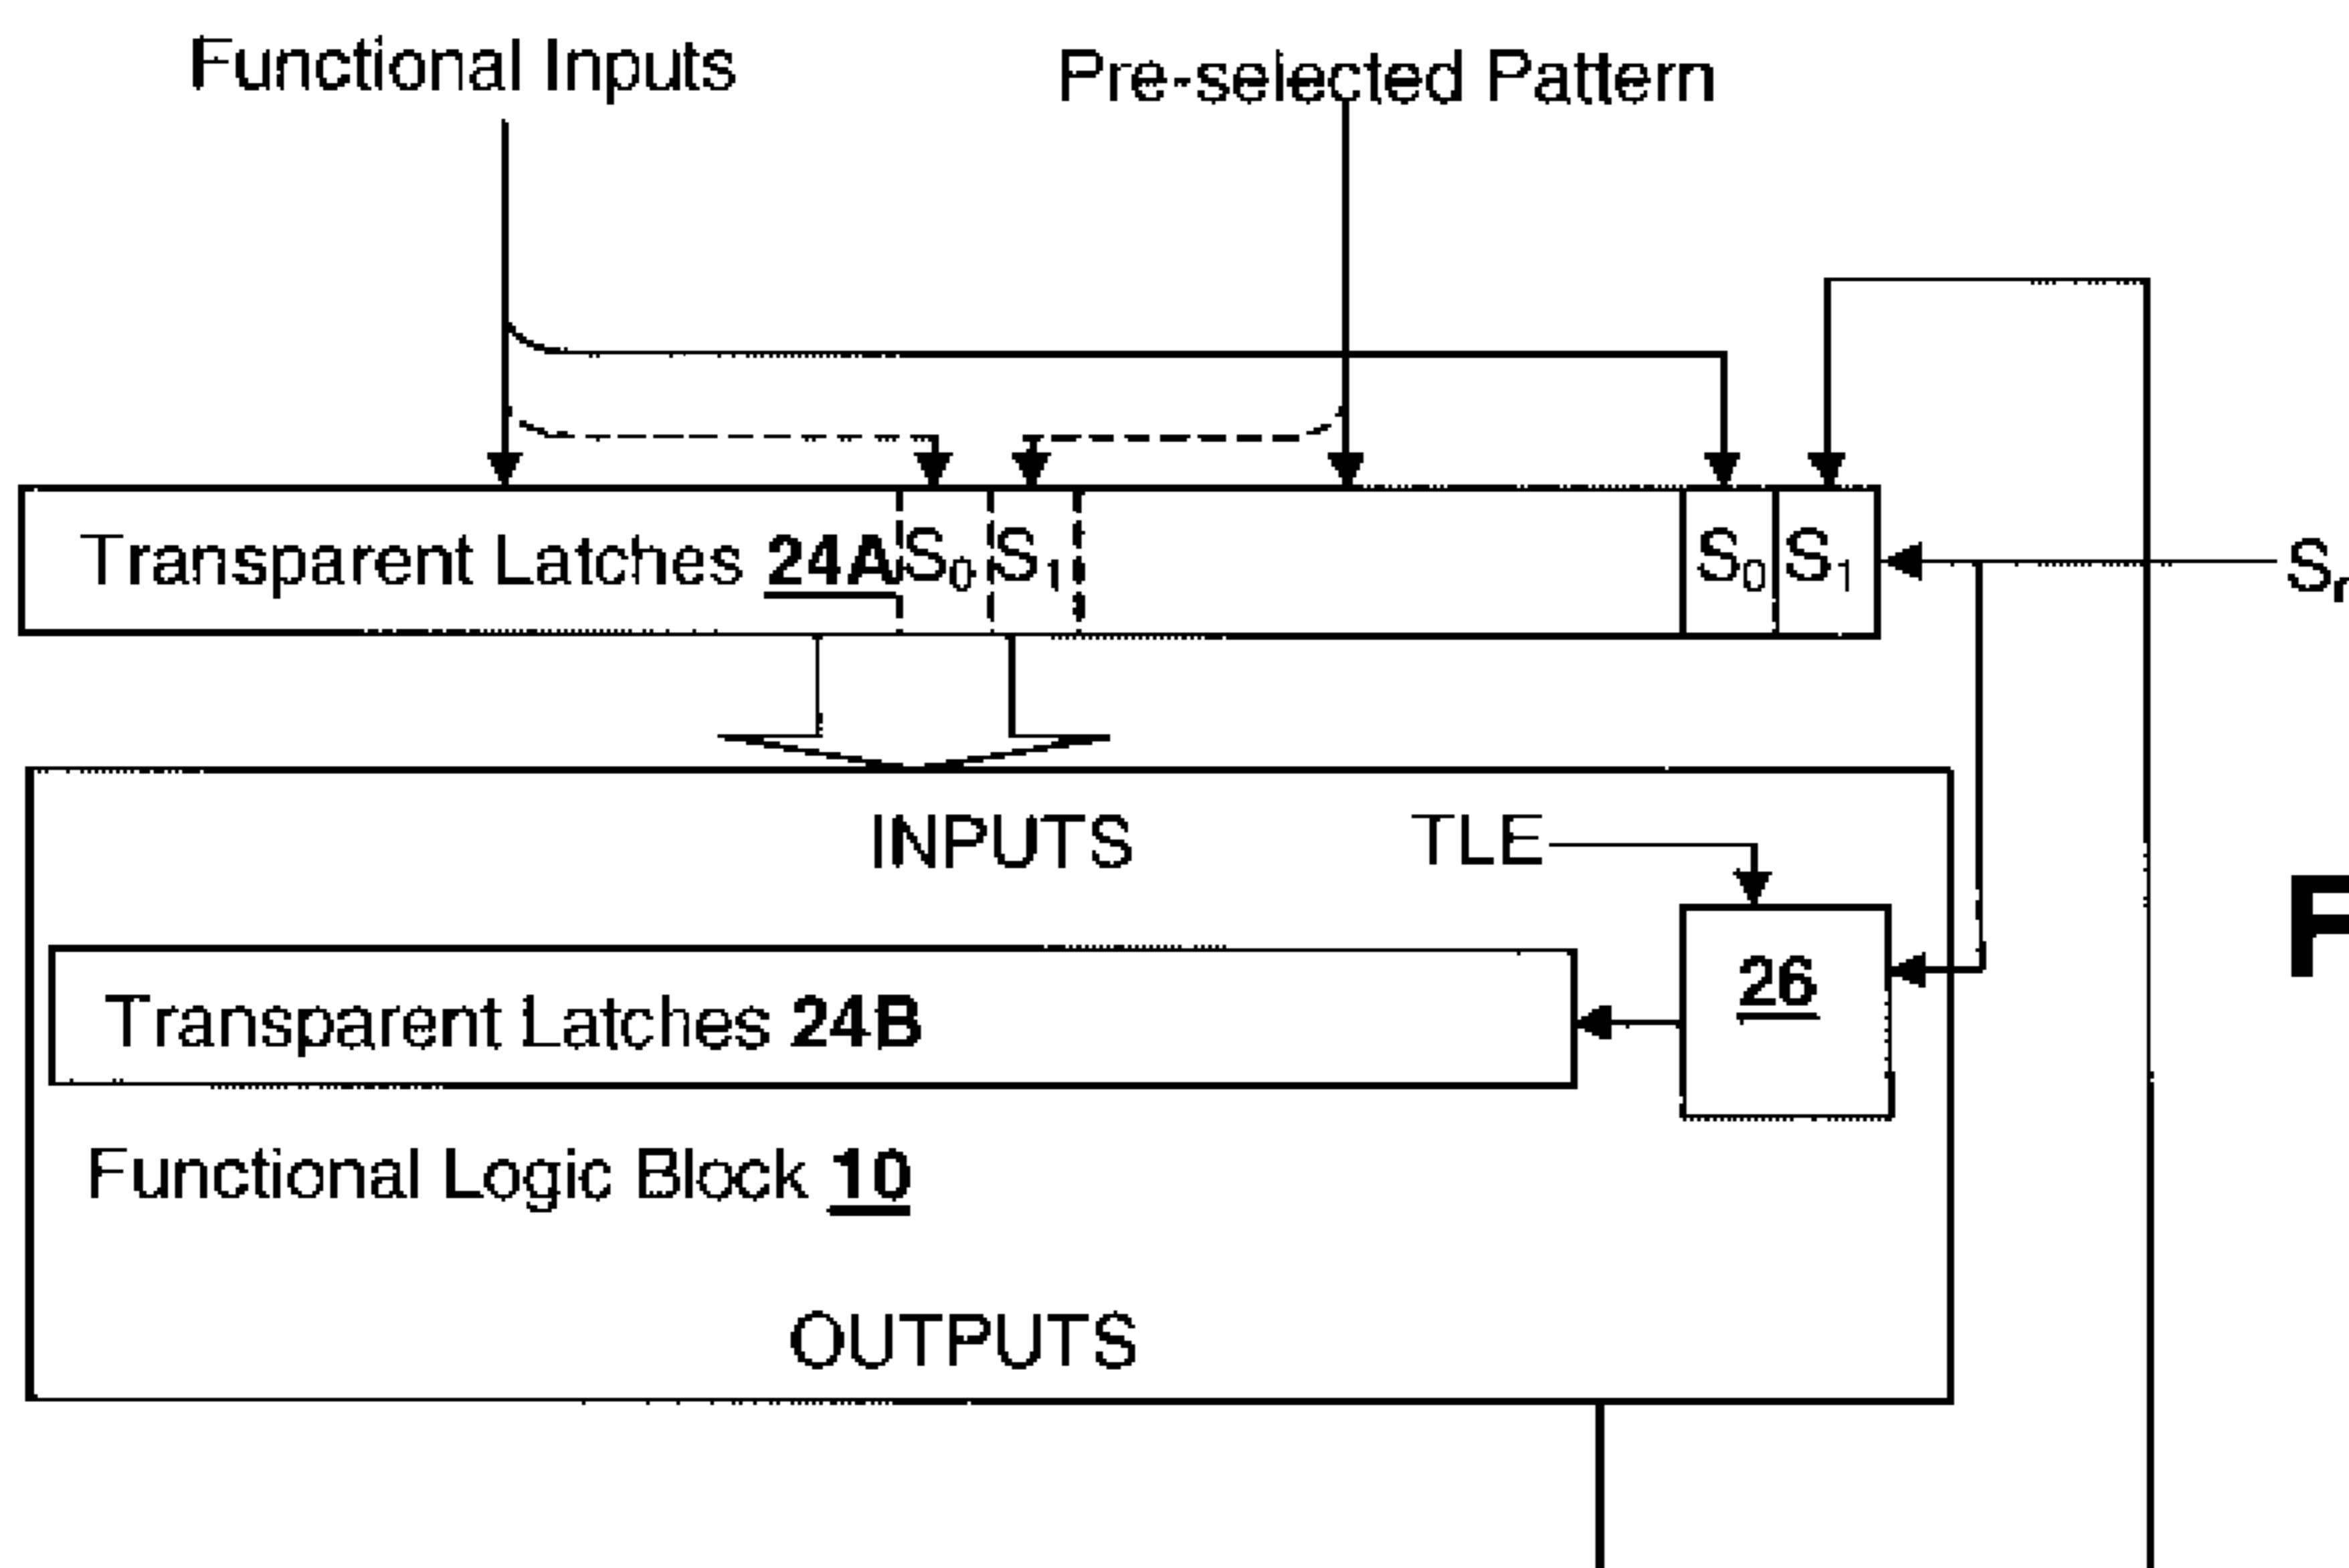 Functional Inputs
Pre-selected Pattern
Transparent Latches 24A
S0
S1
S0
S1
INPUTS
TLE
26
Transparent Latches 24B
Functional Logic Block 10
OUTPUTS